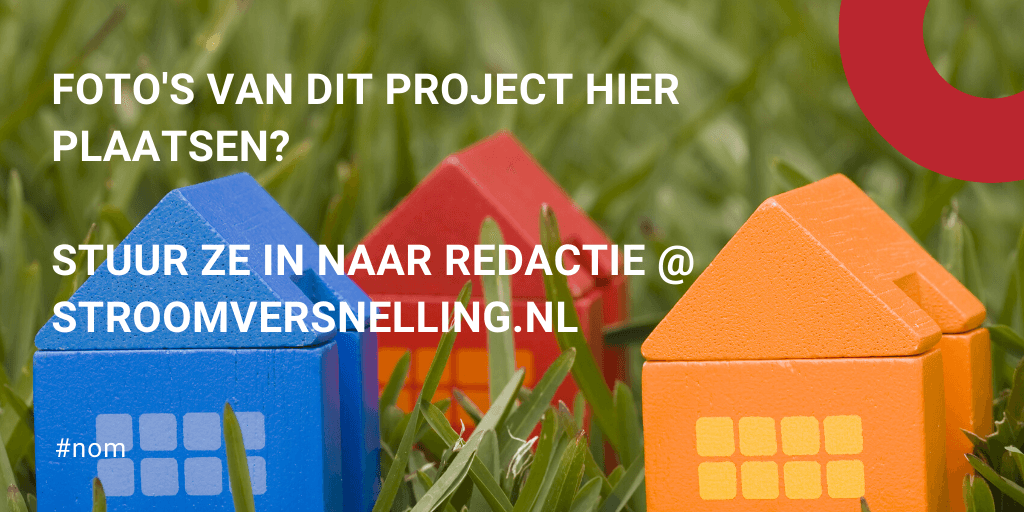 FOTO'S VAN DIT PROJECT HIER
PLAATSEN?
STUUR ZE IN NAAR REDACTIE @
STROOMVERSNELLING.NL
#nom